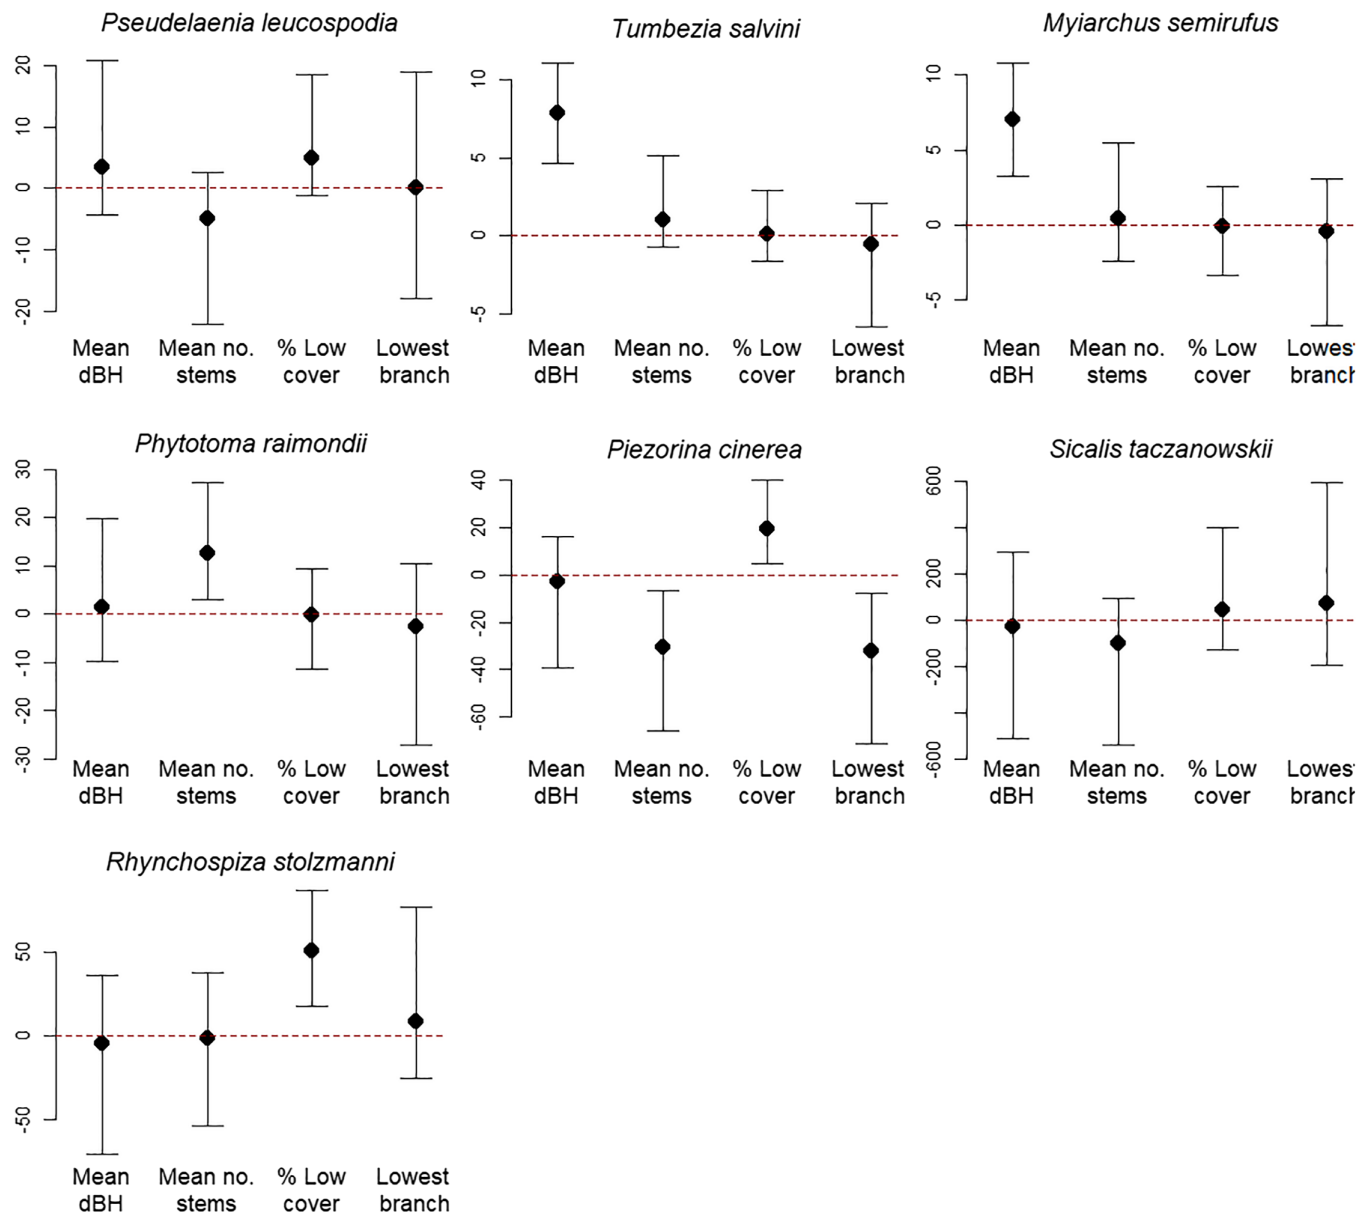 Pseudelaenia leucospodia
20
10
0
-10
-20
Mean Mean no. % Low Lowest
dBH stems cover branch
Tumbezia salvini
10
5
0
-5
Mean Mean no. % Low Lowest
dBH stems cover branch
Myiarchus semirufus
10
5
0
-5
Mean Mean no. % Low Lowest
dBH stems cover branch
Phytotoma raimondii
30
20
10
0
-10
-20
-30
Mean Mean no. % Low Lowest
dBH stems cover branch
Piezorina cinerea
40
20
0
-20
-40
-60
Mean Mean no. % Low Lowest
dBH stems cover branch
Sicalis taczanowskii
600
200
0
-200
-600
Mean Mean no. % Low Lowest
dBH stems cover branch
Rhynchospiza stolzmanni
50
0
-50
Mean Mean no. % Low Lowest
dBH stems cover branch